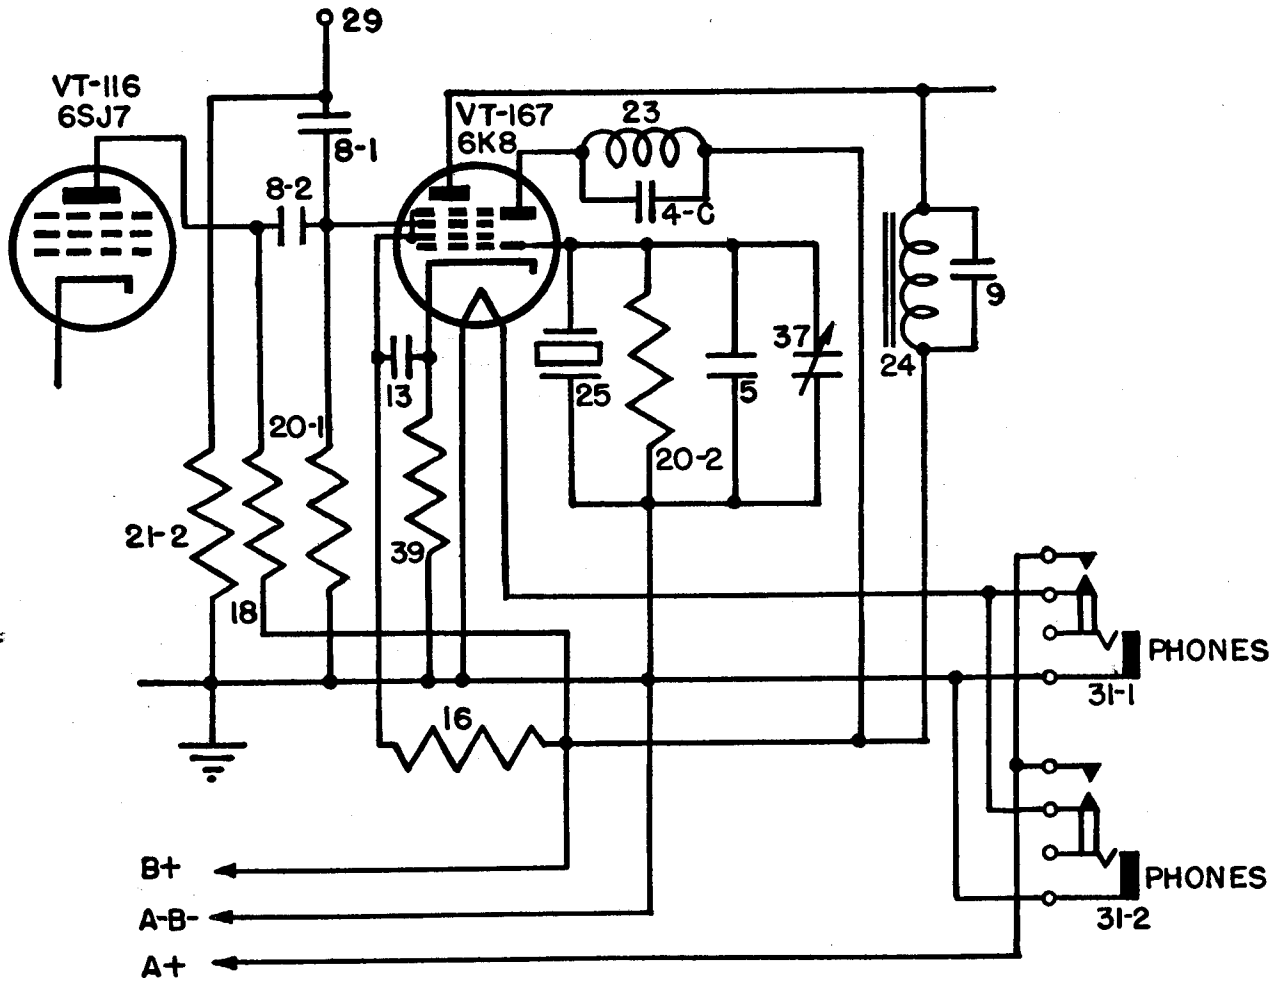 29
VT-116
6SJ7
8-1
VT-167
6K8
23
4-C
8-2
9
24
37
13
25
5
20-1
20-2
21-2
39
18
PHONES
31-1
16
B+
PHONES
31-2
A-B-
A+